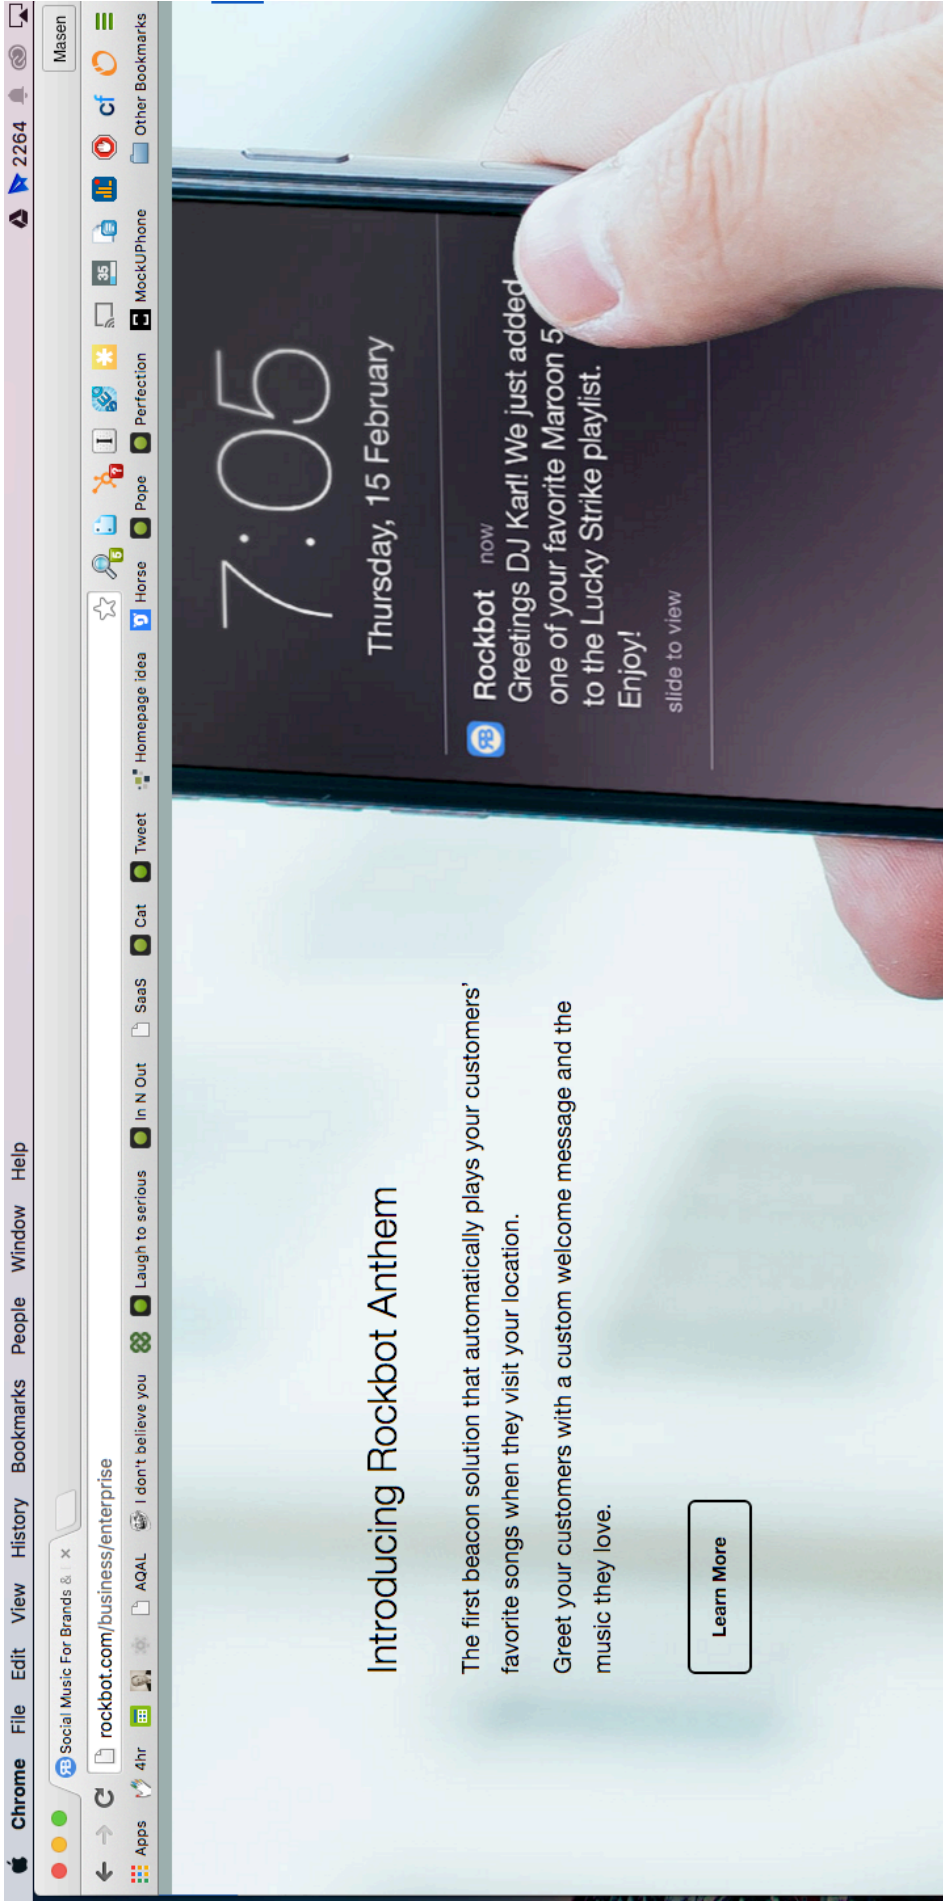 Chrome File Edit View History Bookmarks People Window Help
2264
Social Music For Brands &
Masen
rockbot.com/business/enterprise
5
?
35
cf
Apps
4hr
AQAL
I don't believe you
Laugh to serious
In N Out
SaaS
Cat
Tweet
Homepage idea
Horse
Pope
Perfection
MockUPhone
Other Bookmarks
Introducing Rockbot Anthem
The first beacon solution that automatically plays your customers’
favorite songs when they visit your location.
Greet your customers with a custom welcome message and the
music they love.
Learn More
7:05
Thursday, 15 February
Rockbot now
Greetings DJ Karl! We just added
one of your favorite Maroon 5
to the Lucky Strike playlist.
Enjoy!
slide to view